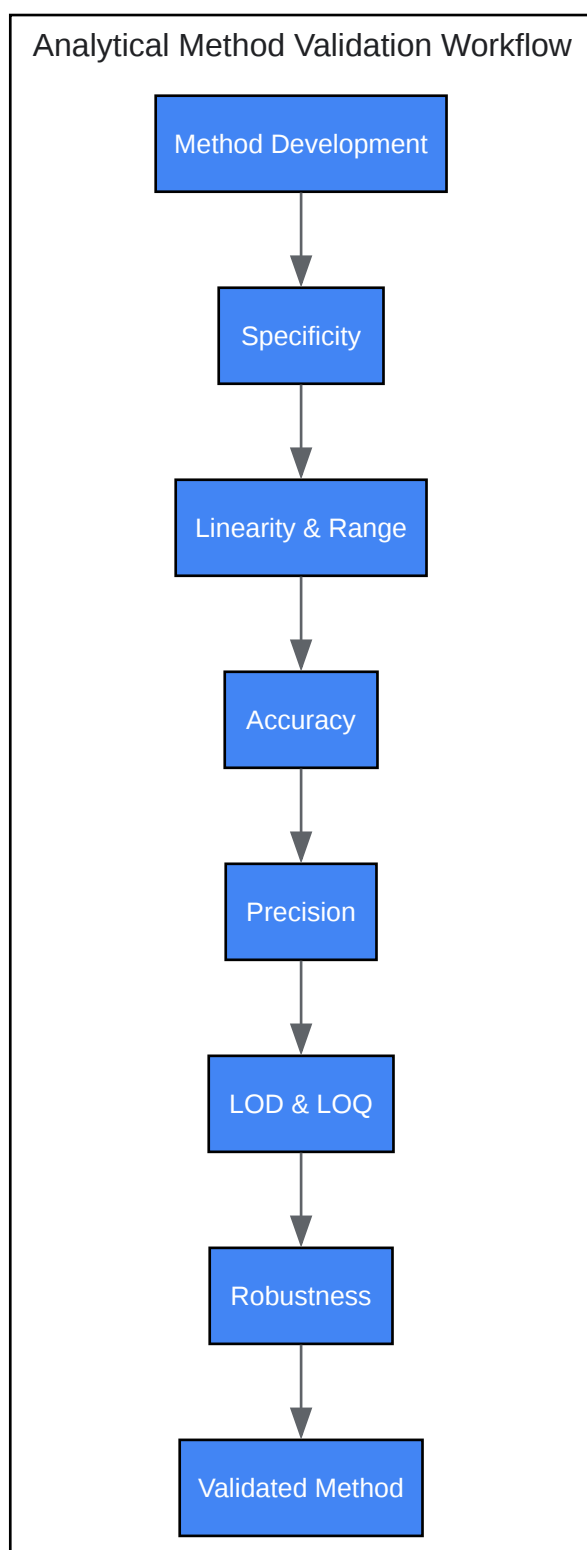 Analytical Method Validation Workflow
Method Development
Specificity
Linearity & Range
Accuracy
Precision
LOD & LOQ
Robustness
Validated Method